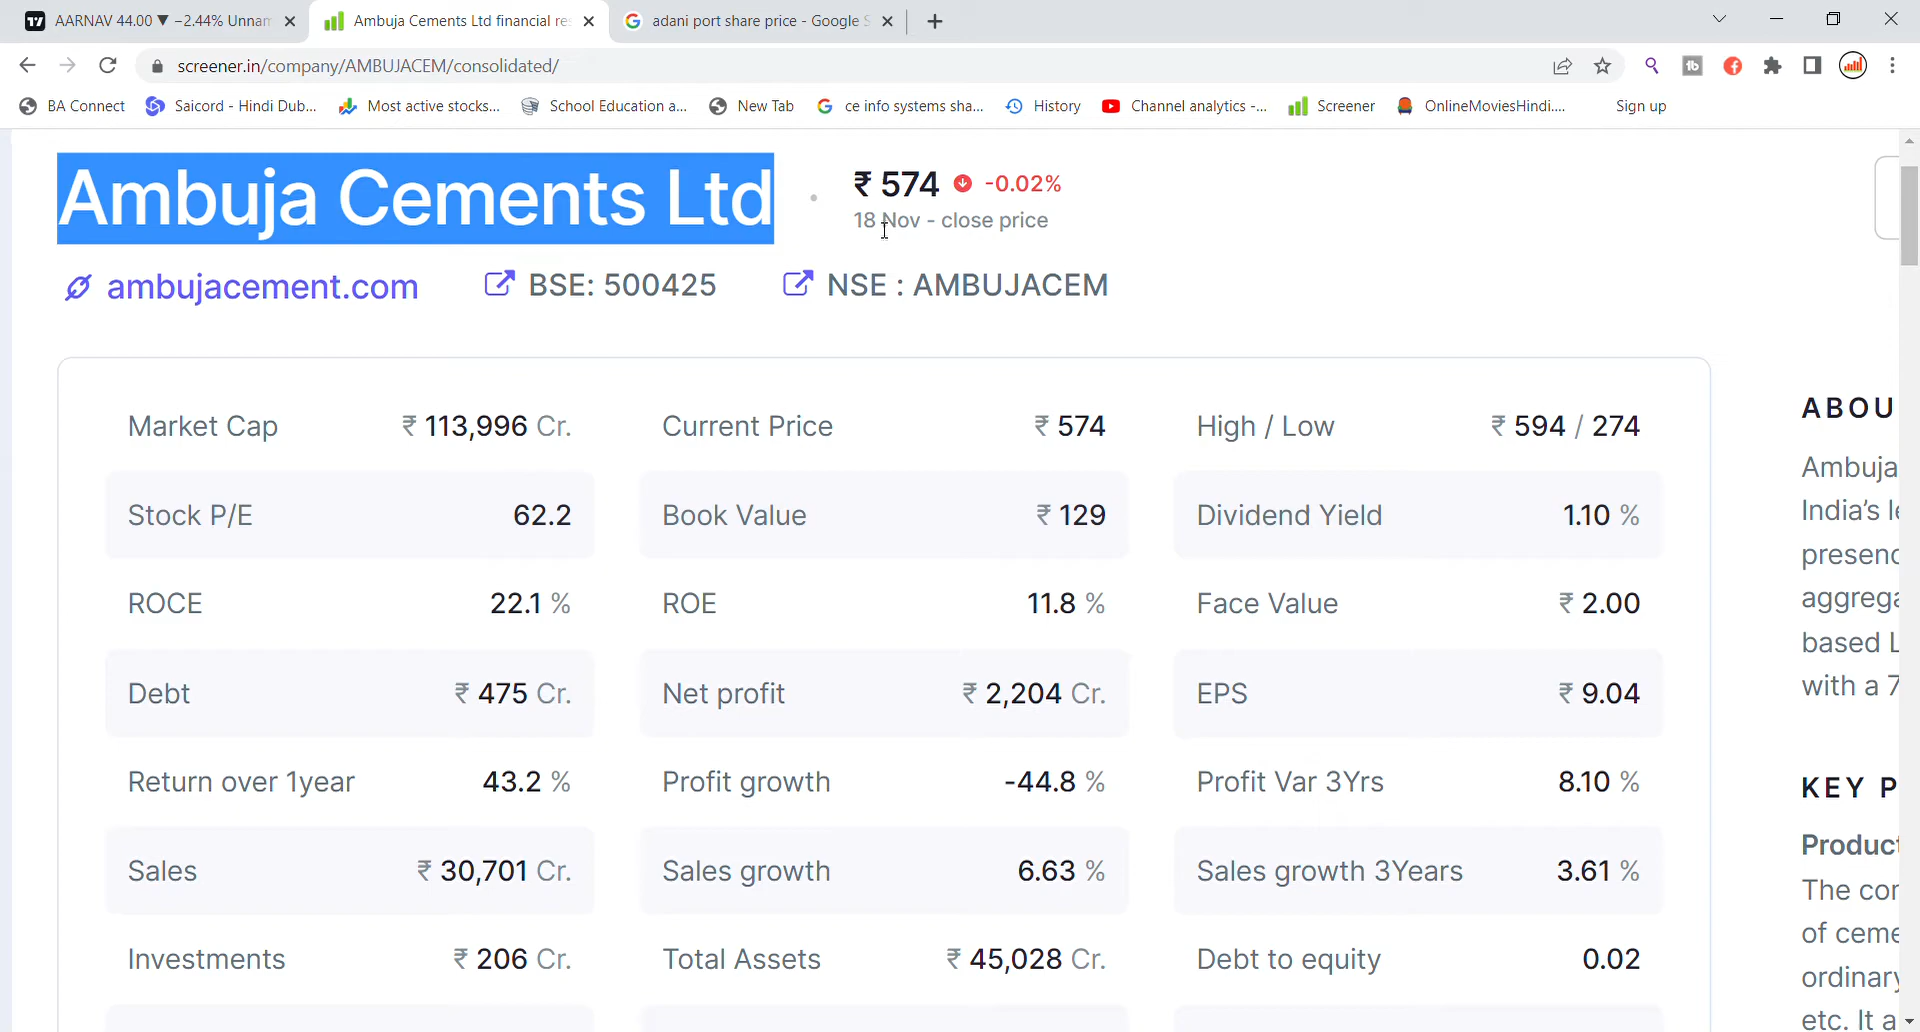 AARNAV 44.00 ▼ −2.44% Unnar
Ambuja Cements Ltd financial re
adani port share price - Google S
screener.in/company/AMBUJACEM/consolidated/
BA Connect
Saicord - Hindi Dub...
Most active stocks...
School Education a...
New Tab
ce info systems sha...
History
Channel analytics -...
Screener
OnlineMoviesHindi....
Sign up
Ambuja Cements Ltd
₹ 574 -0.02%
18 Nov - close price
ambujacement.com
BSE: 500425
NSE : AMBUJACEM
Market Cap ₹ 113,996 Cr.
Current Price ₹ 574
High / Low ₹ 594 / 274
Stock P/E 62.2
Book Value ₹ 129
Dividend Yield 1.10 %
ROCE 22.1 %
ROE 11.8 %
Face Value ₹ 2.00
Debt ₹ 475 Cr.
Net profit ₹ 2,204 Cr.
EPS ₹ 9.04
Return over 1year 43.2 %
Profit growth -44.8 %
Profit Var 3Yrs 8.10 %
Sales ₹ 30,701 Cr.
Sales growth 6.63 %
Sales growth 3Years 3.61 %
Investments ₹ 206 Cr.
Total Assets ₹ 45,028 Cr.
Debt to equity 0.02
ABOU
Ambuja
India's le
presenc
aggrega
based L
with a 7
KEY P
Product
The cor
of ceme
ordinary
etc. It a